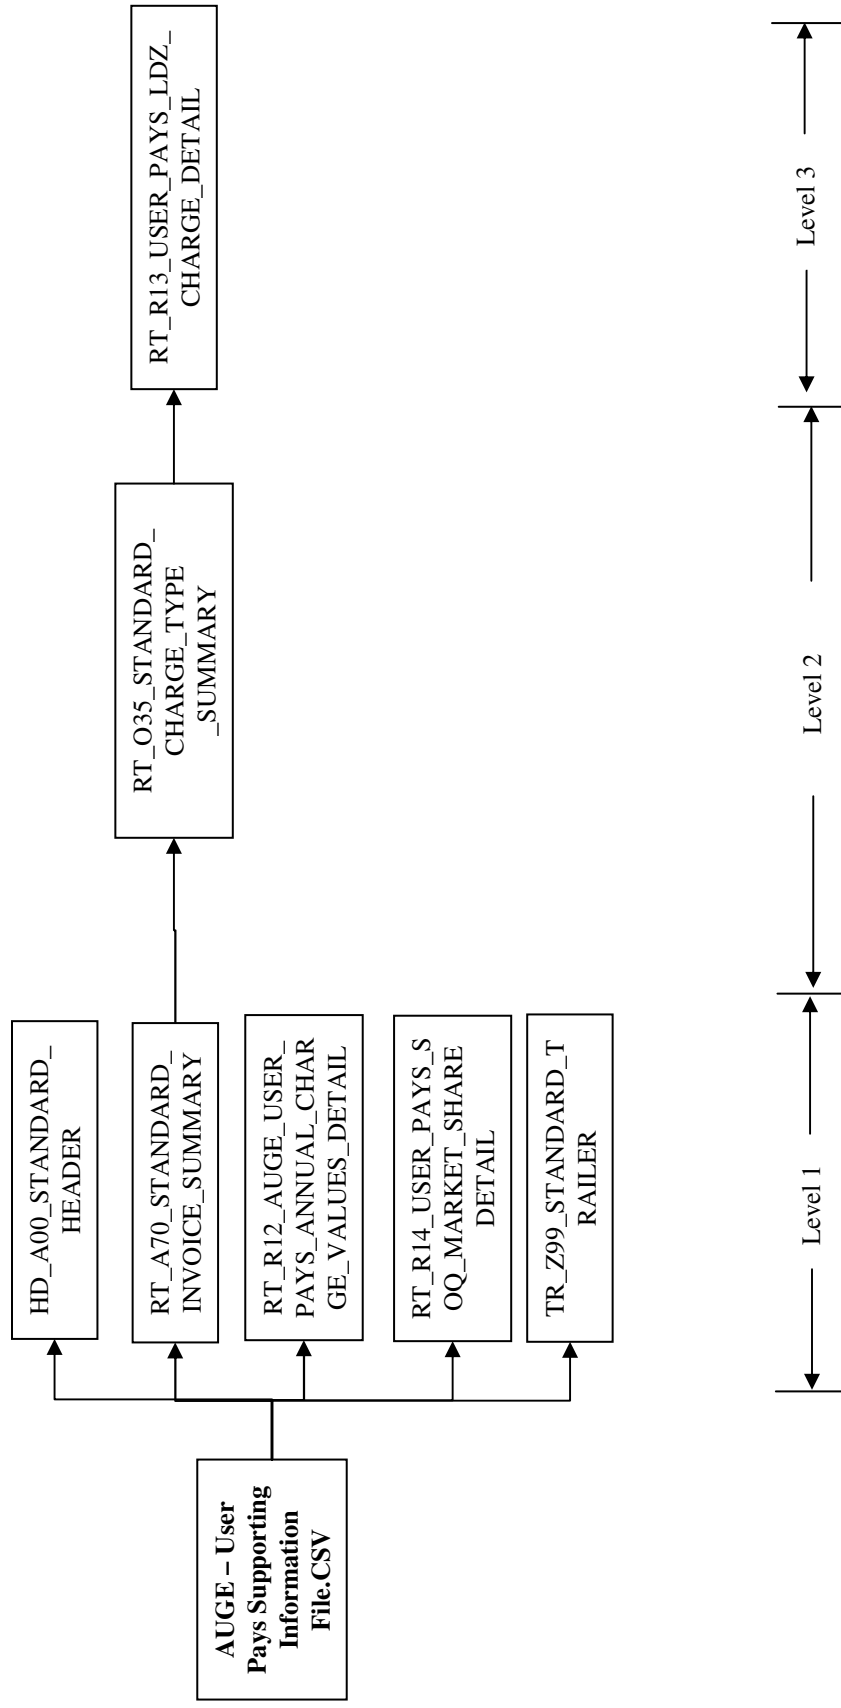 AUGE – User
Pays Supporting
Information
File.CSV
HD_A00_STANDARD_
HEADER
RT_A70_STANDARD_
INVOICE_SUMMARY
RT_R12_AUGE_USER_
PAYS_ANNUAL_CHAR
GE_VALUES_DETAIL
RT_R14_USER_PAYS_S
OQ_MARKET_SHARE
DETAIL
TR_Z99_STANDARD_T
RAILER
RT_O35_STANDARD_
CHARGE_TYPE
_SUMMARY
RT_R13_USER_PAYS_LDZ_
CHARGE_DETAIL
Level 1
Level 2
Level 3